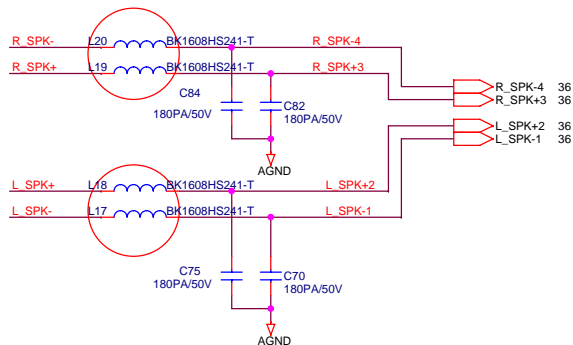 R_SPK- L20 BK1608HS241-T R_SPK-4
R_SPK+ L19 BK1608HS241-T R_SPK+3
R_SPK-4 36
R_SPK+3 36
C84
180PA/50V
C82
180PA/50V
L_SPK+2 36
L_SPK-1 36
AGND
L_SPK+ L18 BK1608HS241-T L_SPK+2
L_SPK- L17 BK1608HS241-T L_SPK-1
C75
180PA/50V
C70
180PA/50V
AGND